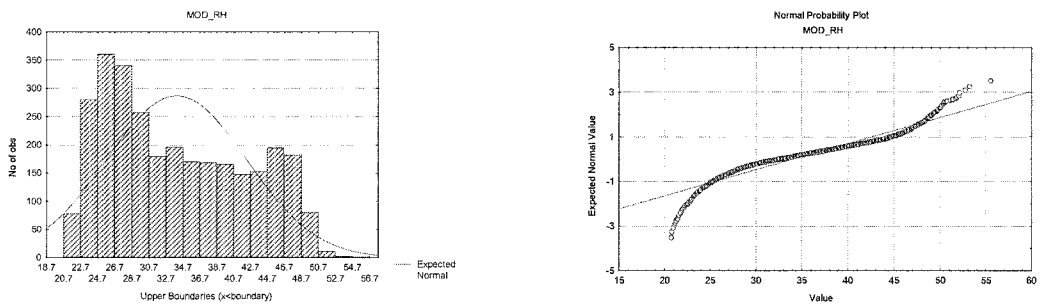 MOD_RH
400
350
300
250
200
150
100
50
0
No of obs
18.7 22.7 26.7 30.7 34.7 38.7 42.7 46.7 50.7 54.7
20.7 24.7 28.7 32.7 36.7 40.7 44.7 48.7 52.7 56.7
Upper Boundaries (x<boundary)
Expected
Normal
Normal Probability Plot
MOD_RH
5
3
1
-1
-3
-5
Expected Normal Value
15 20 25 30 35 40 45 50 55 60
Value